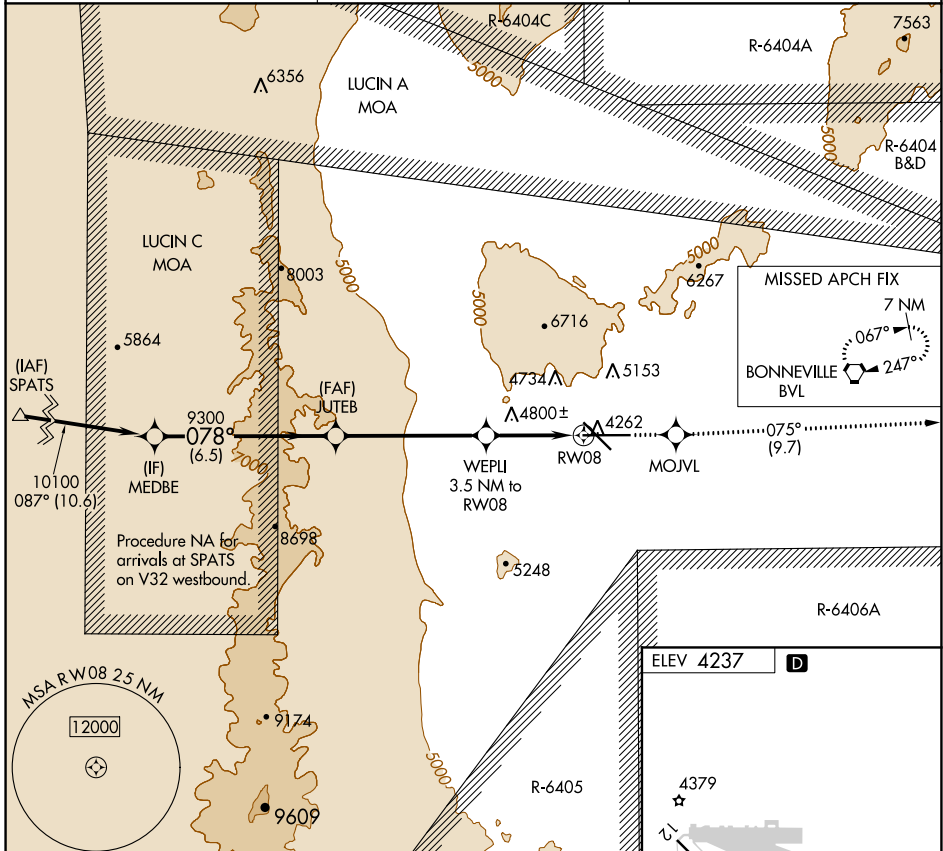 R-6404C
7563
R-6404A
5000
6356
LUCIN A
MOA
5000
R-6404
B&D
LUCIN C
MOA
8003
5000
5000
5000
6267
MISSED APCH FIX
7 NM
067°
247°
BONNEVILLE
BVL
6716
5864
(IAF)
SPATS
(FAF)
JUTEB
4734
5153
4800±
4262
9300
078°
(6.5)
075°
(9.7)
(IF)
MEDBE
WEPLI
3.5 NM to
RW08
RW08
MOJVL
10100
087° (10.6)
7000
Procedure NA for
arrivals at SPATS
on V32 westbound.
8698
5248
R-6406A
ELEV 4237
D
MSA RW08 25 NM
12000
9174
5000
R-6405
4379
9609
12